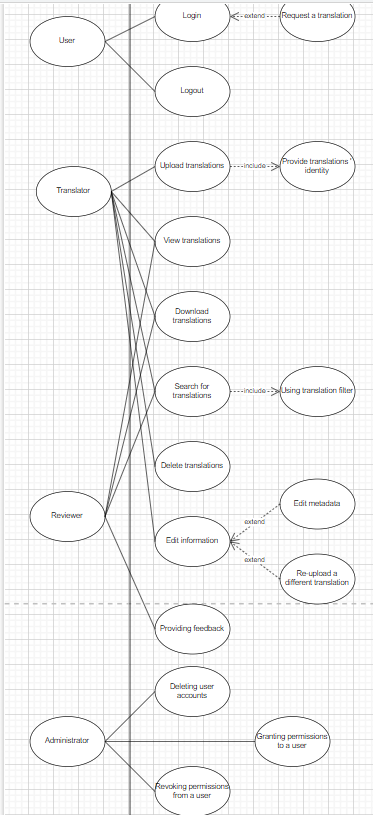 Login
extend
Request a translation
User
Logout
Upload translations
include
Provide translations'
identity
Translator
View translations
Download
translations
Search for
translations
include
Using translation filter
Delete translations
Edit metadata
extend
Reviewer
Edit information
extend
Re-upload a
different translation
Providing feedback
Deleting user
accounts
Administrator
Granting permissions
to a user
Revoking permissions
from a user